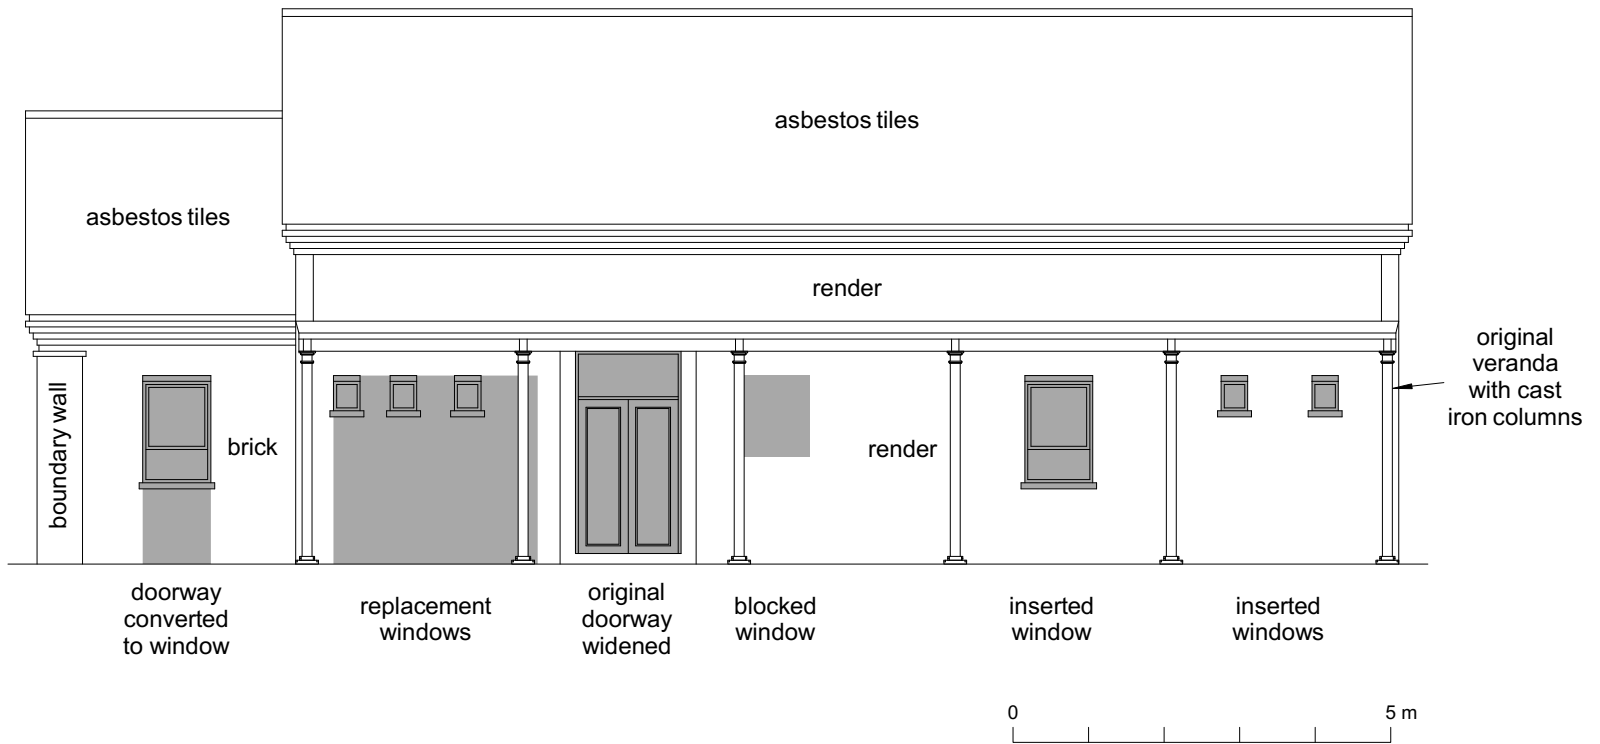 asbestos tiles
asbestos tiles
render
original
veranda
with cast
iron columns
boundary wall
brick
render
doorway
converted
to window
replacement
windows
original
doorway
widened
blocked
window
inserted
window
inserted
windows
0
5 m